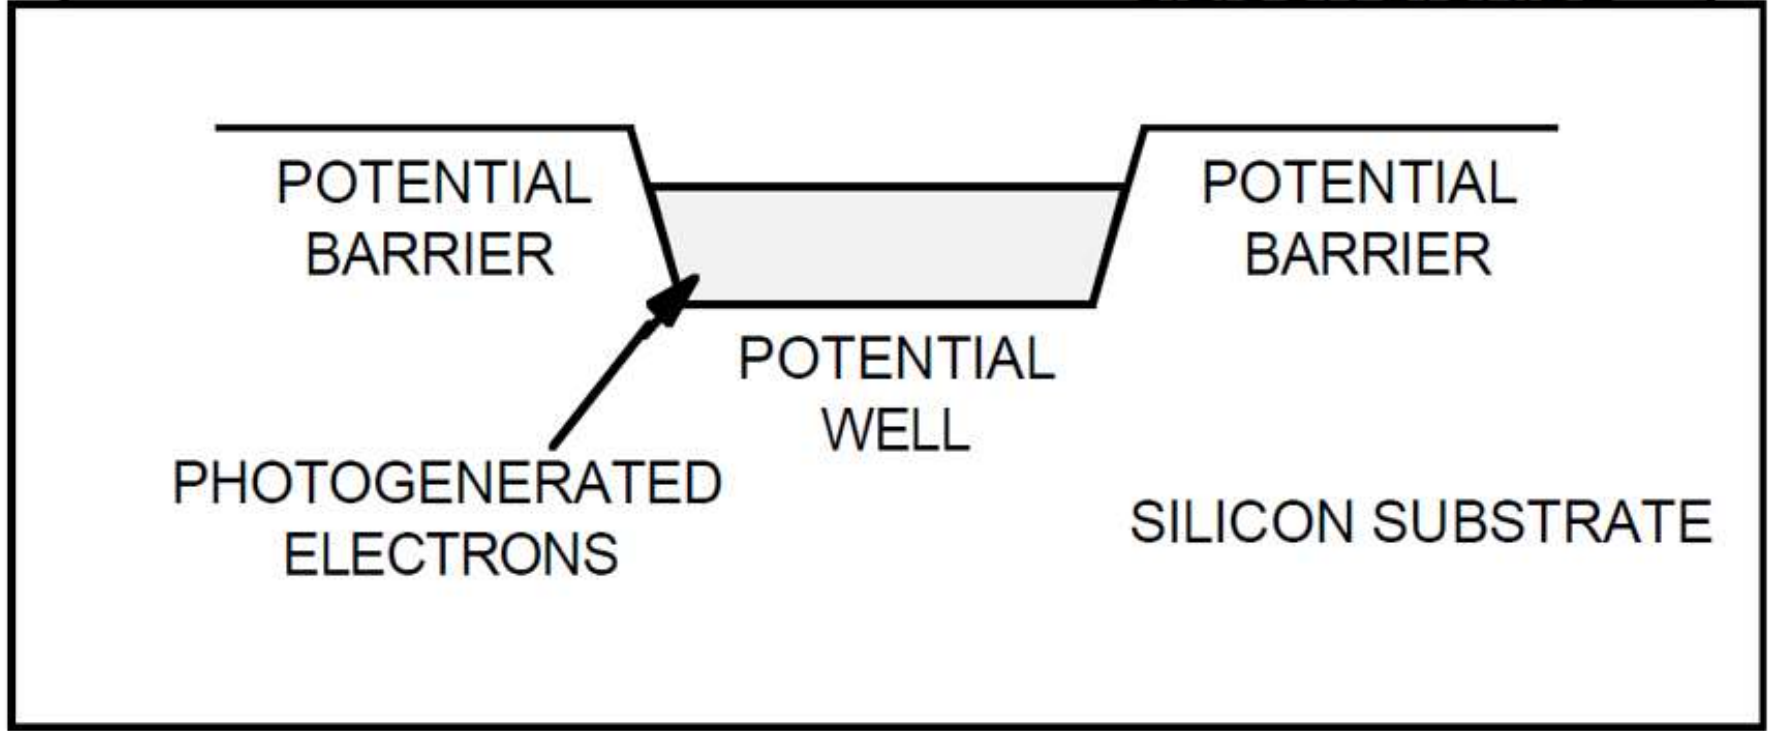 POTENTIAL
BARRIER
POTENTIAL
BARRIER
POTENTIAL
WELL
PHOTOGENERATED
ELECTRONS
SILICON SUBSTRATE